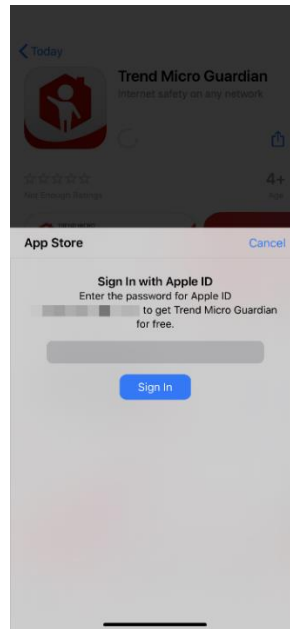 Today
Trend Micro Guardian
Internet safety on any network
4+
Not Enough Ratings
Age
App Store
Cancel
Sign In with Apple ID
Enter the password for Apple ID
to get Trend Micro Guardian
for free.
Sign In